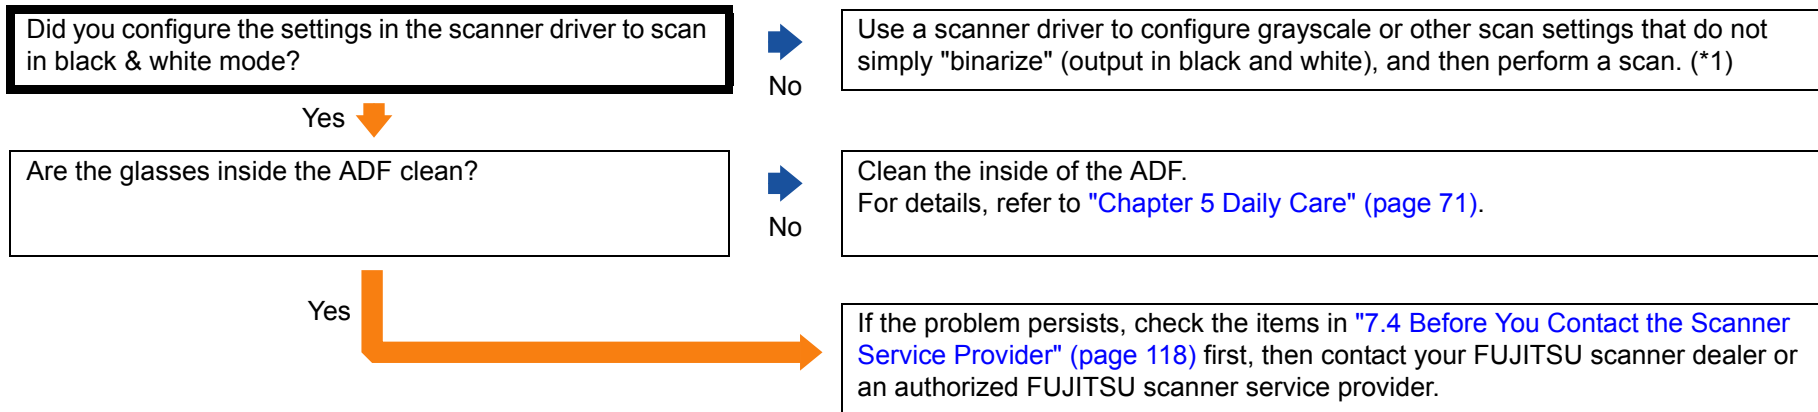 Did you configure the settings in the scanner driver to scan
in black & white mode?
No
Use a scanner driver to configure grayscale or other scan settings that do not
simply "binarize" (output in black and white), and then perform a scan. (*1)
Yes
Are the glasses inside the ADF clean?
No
Clean the inside of the ADF.
For details, refer to "Chapter 5 Daily Care" (page 71).
Yes
If the problem persists, check the items in "7.4 Before You Contact the Scanner
Service Provider" (page 118) first, then contact your FUJITSU scanner dealer or
an authorized FUJITSU scanner service provider.